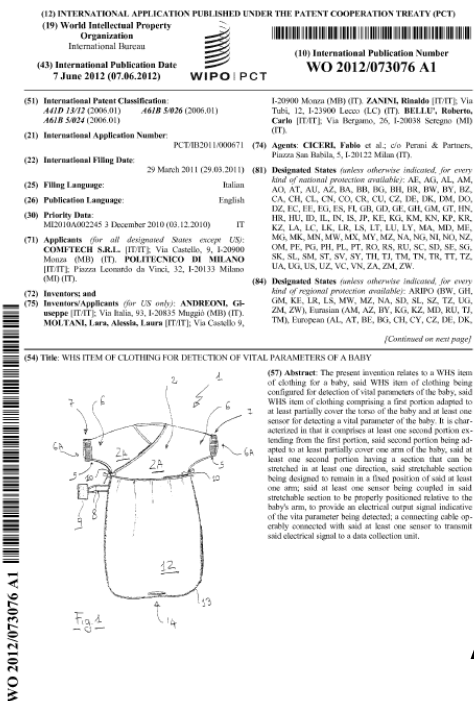 (12) INTERNATIONAL APPLICATION PUBLISHED UNDER THE PATENT COOPERATION TREATY (PCT)
(19) World Intellectual Property
Organization
International Bureau
(43) International Publication Date
7 June 2012 (07.06.2012)
WIPO | PCT
(10) International Publication Number
WO 2012/073076 A1
(51) International Patent Classification:
A41D 13/12 (2006.01) A61B 5/026 (2006.01)
A61B 5/024 (2006.01)
(21) International Application Number:
PCT/IB2011/000671
(22) International Filing Date:
29 March 2011 (29.03.2011)
(25) Filing Language: Italian
(26) Publication Language: English
(30) Priority Data:
MI2010A002245 3 December 2010 (03.12.2010) IT
(71) Applicants (for all designated States except US):
COMFTECH S.R.L. [IT/IT]; Via Castello, 9, I-20900
Monza (MB) (IT). POLITECNICO DI MILANO
[IT/IT]; Piazza Leonardo da Vinci, 32, I-20133 Milano
(MI) (IT).
(72) Inventors; and
(75) Inventors/Applicants (for US only): ANDREONI, Gi-
useppe [IT/IT]; Via Italia, 93, I-20835 Muggió (MB) (IT).
MOLTANI, Lara, Alessia, Laura [IT/IT]; Via Castello 9,
I-20900 Monza (MB) (IT). ZANINI, Rinaldo [IT/IT]; Via
Tubi, 12, I-23900 Lecco (LC) (IT). BELLU', Roberto,
Carlo [IT/IT]; Via Bergamo, 26, I-20038 Seregno (MI)
(IT).
(74) Agents: CICERI, Fabio et al.; c/o Perani & Partners,
Piazza San Babila, 5, I-20122 Milan (IT).
(81) Designated States (unless otherwise indicated, for every
kind of national protection available): AE, AG, AL, AM,
AO, AT, AU, AZ, BA, BB, BG, BH, BR, BW, BY, BZ,
CA, CH, CL, CN, CO, CR, CU, CZ, DE, DK, DM, DO,
DZ, EC, EE, EG, ES, FI, GB, GD, GE, GH, GM, GT, HN,
HR, HU, ID, IL, IN, IS, JP, KE, KG, KM, KN, KP, KR,
KZ, LA, LC, LK, LR, LS, LT, LU, LY, MA, MD, ME,
MG, MK, MN, MW, MX, MY, MZ, NA, NG, NI, NO, NZ,
OM, PE, PG, PH, PL, PT, RO, RS, RU, SC, SD, SE, SG,
SK, SL, SM, ST, SV, SY, TH, TJ, TM, TN, TR, TT, TZ,
UA, UG, US, UZ, VC, VN, ZA, ZM, ZW.
(84) Designated States (unless otherwise indicated, for every
kind of regional protection available): ARIPO (BW, GH,
GM, KE, LR, LS, MW, MZ, NA, SD, SL, SZ, TZ, UG,
ZM, ZW), Eurasian (AM, AZ, BY, KG, KZ, MD, RU, TJ,
TM), European (AL, AT, BE, BG, CH, CY, CZ, DE, DK,
[Continued on next page]
(54) Title: WHS ITEM OF CLOTHING FOR DETECTION OF VITAL PARAMETERS OF A BABY
(57) Abstract: The present invention relates to a WHS item
of clothing for a baby, said WHS item of clothing being
configured for detection of vital parameters of the baby, said
WHS item of clothing comprising a first portion adapted to
at least partially cover the torso of the baby and at least one
sensor for detecting a vital parameter of the baby. It is char-
acterized in that it comprises at least one second portion ex-
tending from the first portion, said second portion being ad-
apted to at least partially cover one arm of the baby, said at
least one second portion having a section that can be
stretched in at least one direction, said stretchable section
being designed to remain in a fixed position of said at least
one arm; said at least one sensor being coupled in said
stretchable section to be properly positioned relative to the
baby's arm, to provide an electrical output signal indicative
of the vita parameter being detected; a connecting cable op-
erably connected with said at least one sensor to transmit
said electrical signal to a data collection unit.
1
2
7
6
6
7
6A
2A
2A
6A
5
5
10
10
8
9
12
13
14
Fig.1
WO 2012/073076 A1